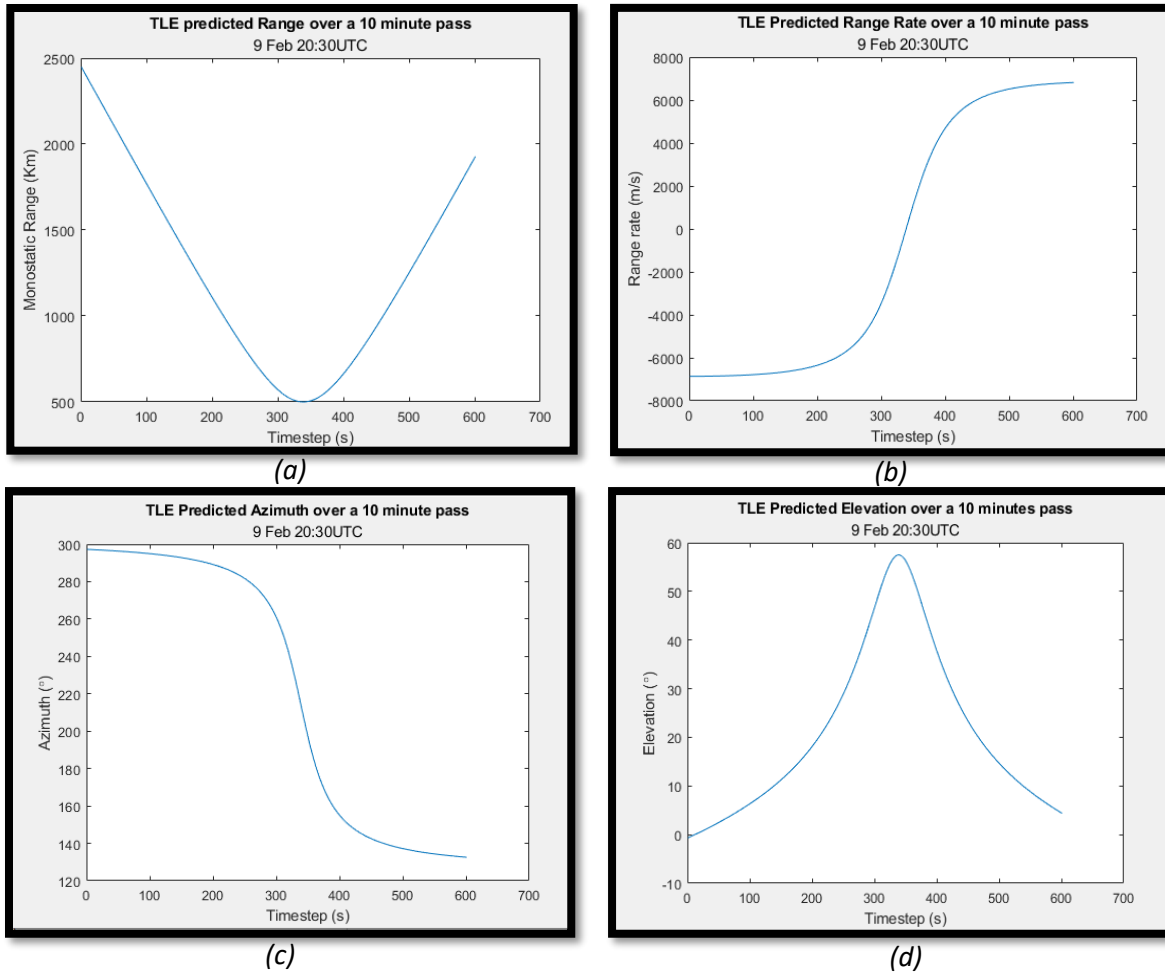 TLE predicted Range over a 10 minute pass
9 Feb 20:30UTC
2500
2000
1500
1000
500
0 100 200 300 400 500 600 700
Monostatic Range (Km)
Timestep (s)
(a)
TLE Predicted Range Rate over a 10 minute pass
9 Feb 20:30UTC
8000
6000
4000
2000
0
-2000
-4000
-6000
-8000
0 100 200 300 400 500 600 700
Range rate (m/s)
Timestep (s)
(b)
TLE Predicted Azimuth over a 10 minute pass
9 Feb 20:30UTC
300
280
260
240
220
200
180
160
140
120
0 100 200 300 400 500 600 700
Azimuth (°)
Timestep (s)
(c)
TLE Predicted Elevation over a 10 minutes pass
9 Feb 20:30UTC
60
50
40
30
20
10
0
-10
0 100 200 300 400 500 600 700
Elevation (°)
Timestep (s)
(d)